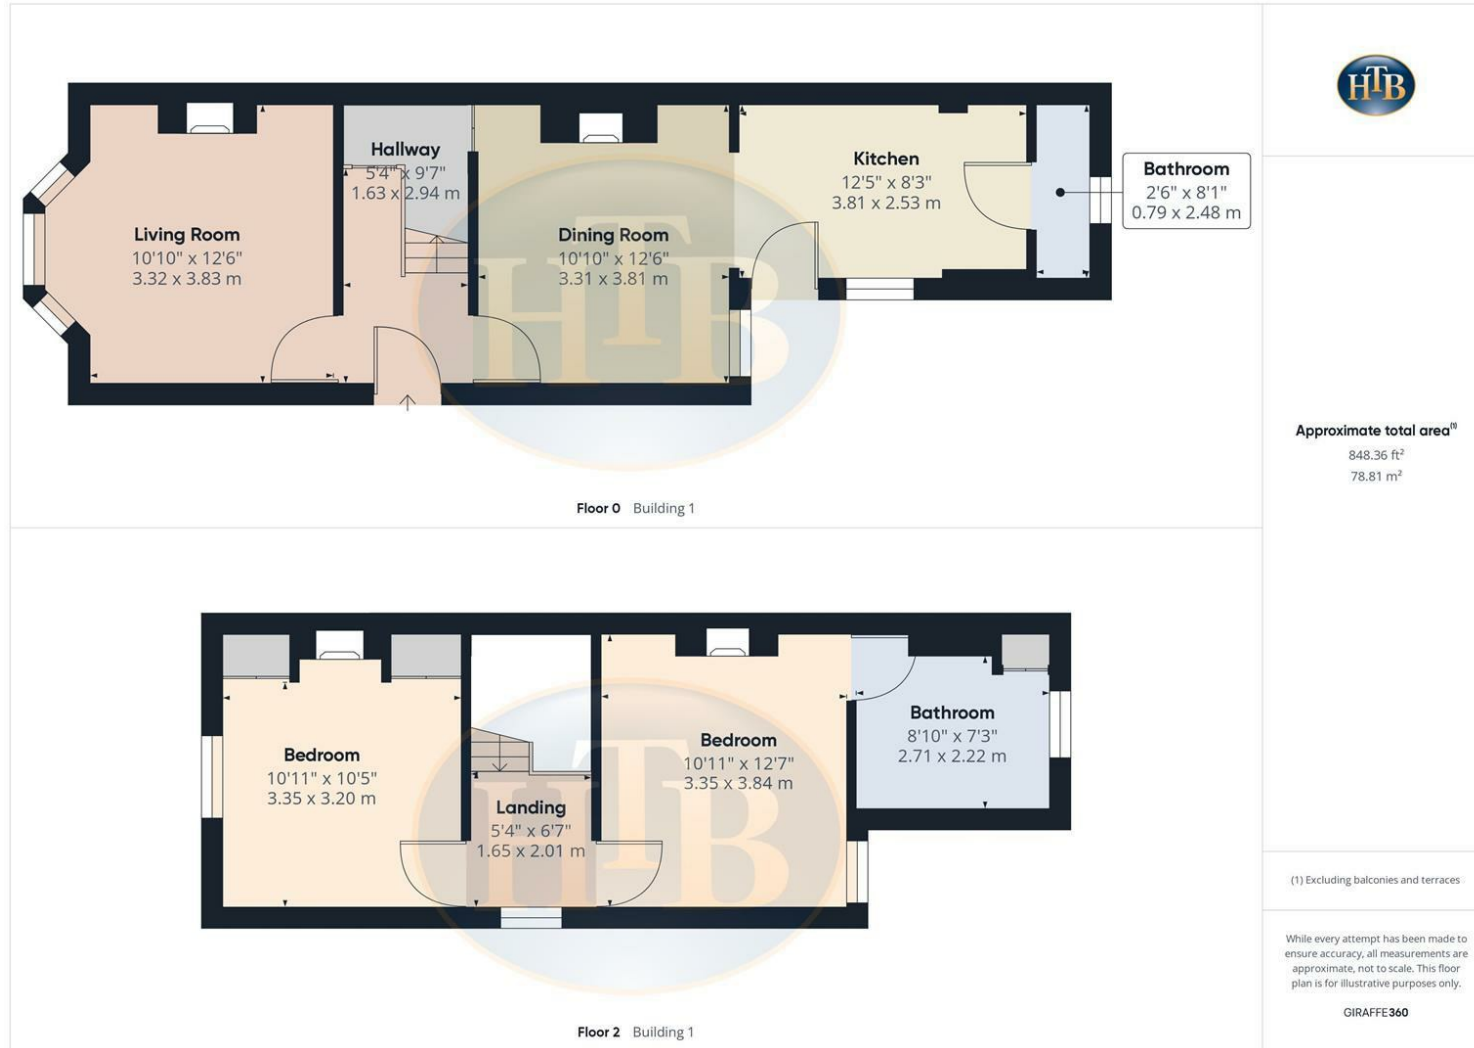 HTB
Living Room
10'10" x 12'6"
3.32 x 3.83 m
Hallway
5'4" x 9'7"
1.63 x 2.94 m
Dining Room
10'10" x 12'6"
3.31 x 3.81 m
Kitchen
12'5" x 8'3"
3.81 x 2.53 m
Bathroom
2'6" x 8'1"
0.79 x 2.48 m
HTB
Floor 0 Building 1
Bedroom
10'11" x 10'5"
3.35 x 3.20 m
Landing
5'4" x 6'7"
1.65 x 2.01 m
Bedroom
10'11" x 12'7"
3.35 x 3.84 m
Bathroom
8'10" x 7'3"
2.71 x 2.22 m
HTB
Floor 2 Building 1
Approximate total area(1)
848.36 ft²
78.81 m²
(1) Excluding balconies and terraces
While every attempt has been made to
ensure accuracy, all measurements are
approximate, not to scale. This floor
plan is for illustrative purposes only.
GIRAFFE360